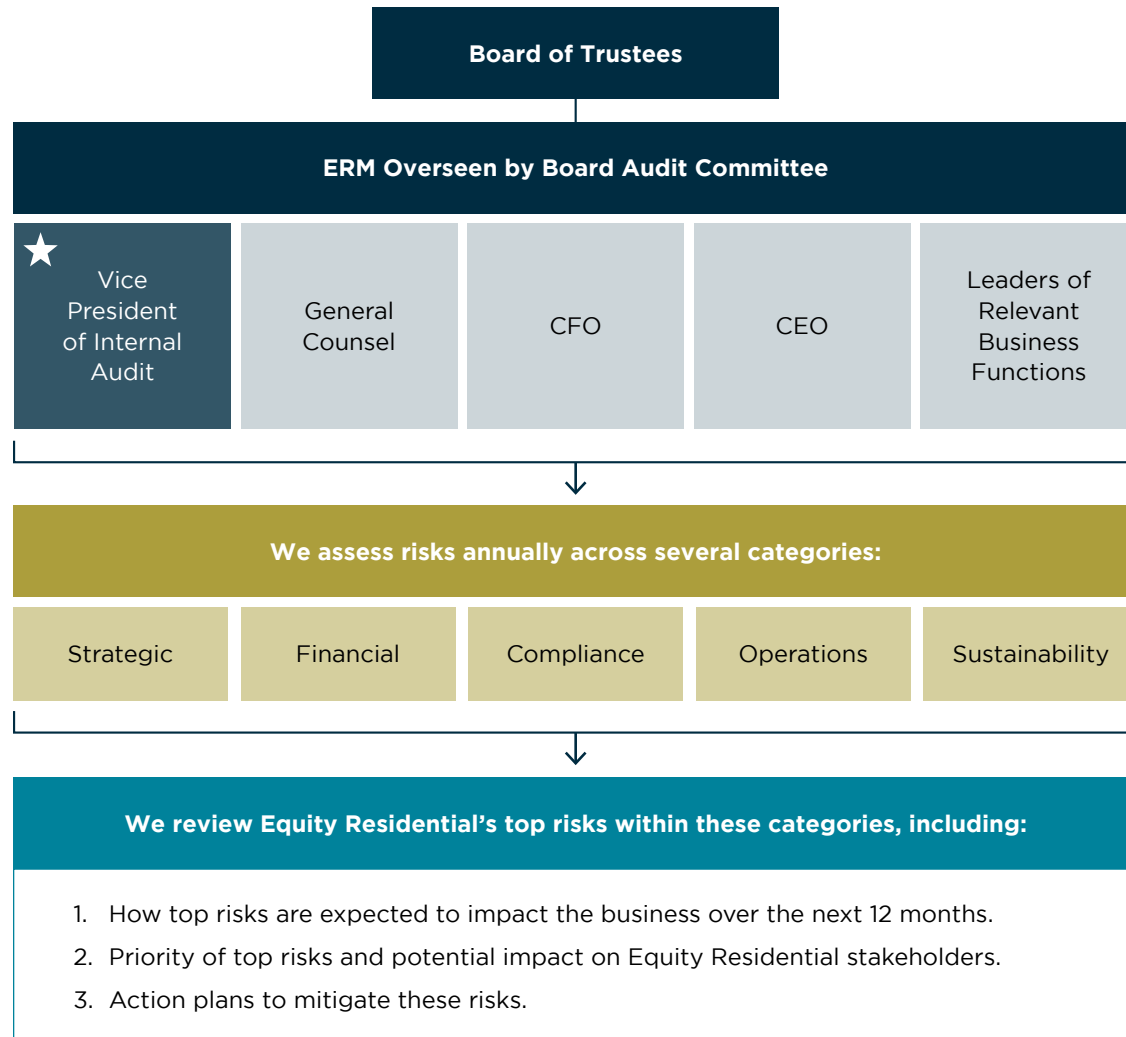 Board of Trustees
ERM Overseen by Board Audit Committee
Vice
President
of Internal
Audit
General
Counsel
CFO
CEO
Leaders of
Relevant
Business
Functions
We assess risks annually across several categories:
Strategic
Financial
Compliance
Operations
Sustainability
We review Equity Residential’s top risks within these categories, including:
1. How top risks are expected to impact the business over the next 12 months.
2. Priority of top risks and potential impact on Equity Residential stakeholders.
3. Action plans to mitigate these risks.